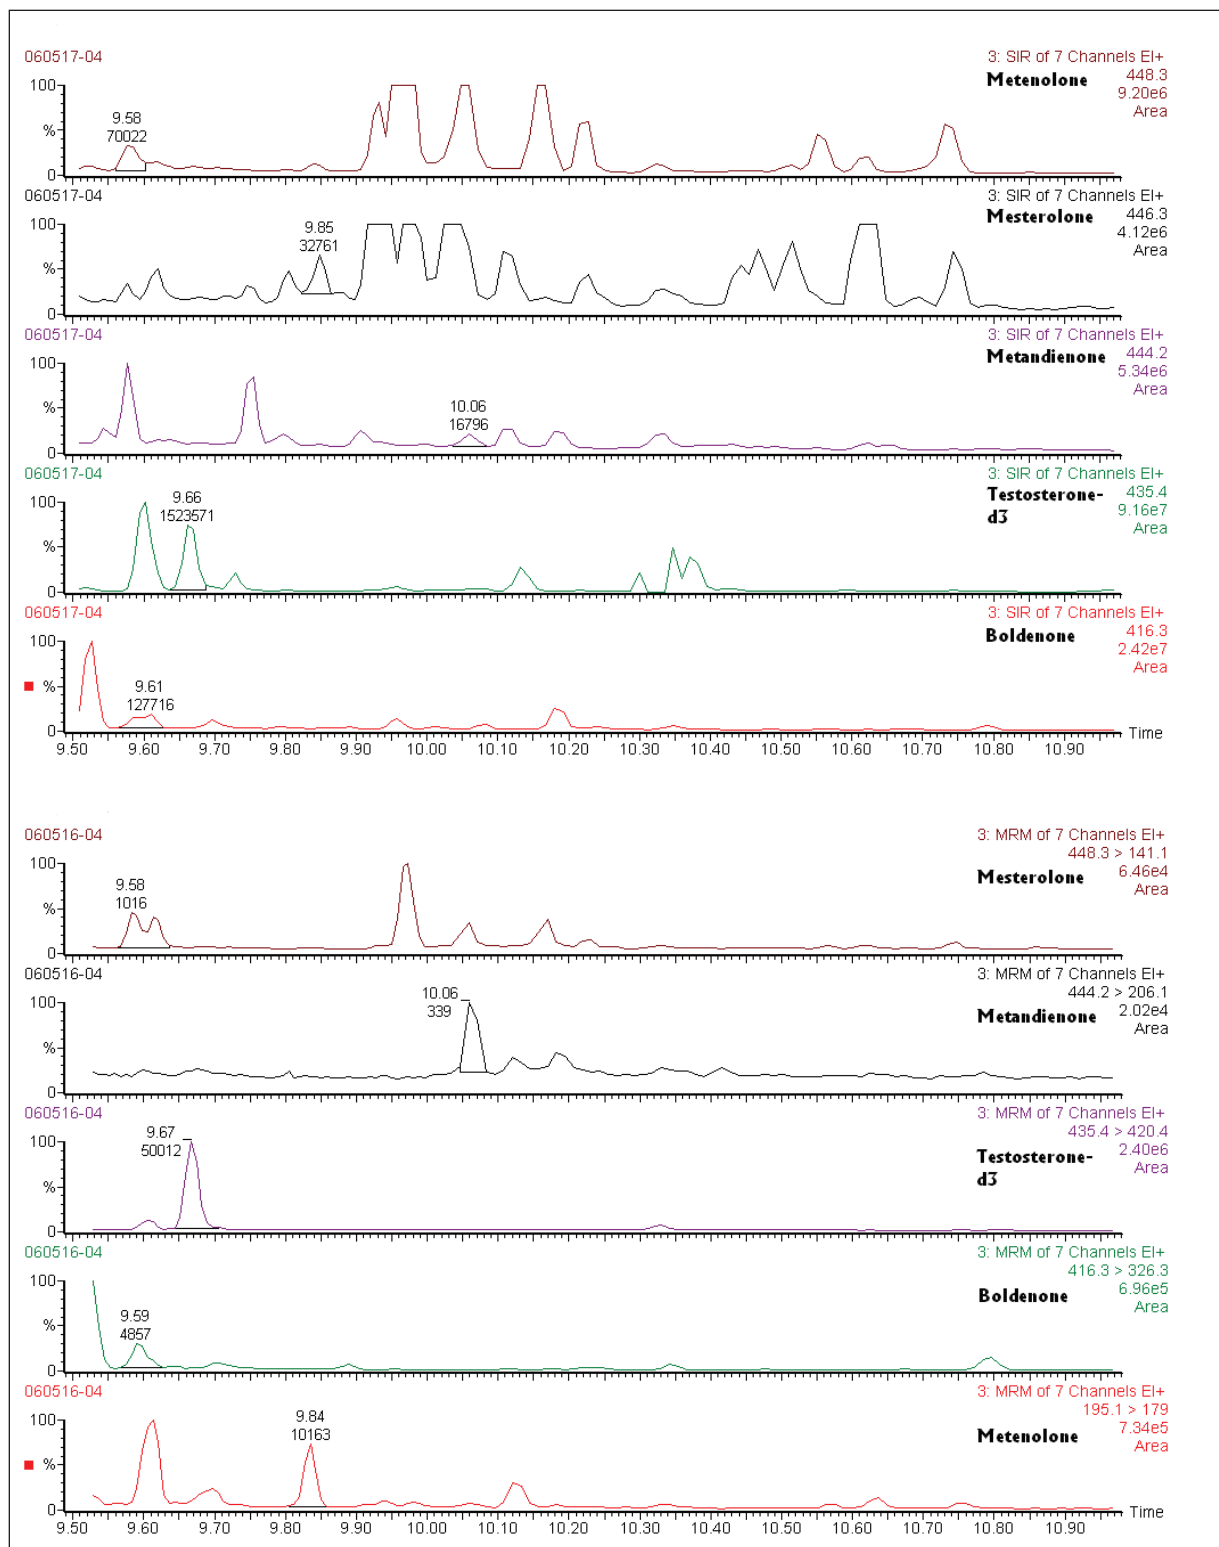 060517-04
3: SIR of 7 Channels EI+
Metenolone
448.3
9.20e6
Area
100
%
0
9.58
70022
060517-04
3: SIR of 7 Channels EI+
Mesterolone
446.3
4.12e6
Area
100
%
0
9.85
32761
060517-04
3: SIR of 7 Channels EI+
Metandienone
444.2
5.34e6
Area
100
%
0
10.06
16796
060517-04
3: SIR of 7 Channels EI+
Testosterone-
d3
435.4
9.16e7
Area
100
%
0
9.66
1523571
060517-04
3: SIR of 7 Channels EI+
Boldenone
416.3
2.42e7
Area
100
%
0
9.61
127716
Time
9.50 9.60 9.70 9.80 9.90 10.00 10.10 10.20 10.30 10.40 10.50 10.60 10.70 10.80 10.90
060516-04
3: MRM of 7 Channels EI+
448.3 > 141.1
Mesterolone
6.46e4
Area
100
%
0
9.58
1016
060516-04
3: MRM of 7 Channels EI+
444.2 > 206.1
Metandienone
2.02e4
Area
100
%
0
10.06
339
060516-04
3: MRM of 7 Channels EI+
435.4 > 420.4
Testosterone-
d3
2.40e6
Area
100
%
0
9.67
50012
060516-04
3: MRM of 7 Channels EI+
416.3 > 326.3
Boldenone
6.96e5
Area
100
%
0
9.59
4857
060516-04
3: MRM of 7 Channels EI+
195.1 > 179
Metenolone
7.34e5
Area
100
%
0
9.84
10163
Time
9.50 9.60 9.70 9.80 9.90 10.00 10.10 10.20 10.30 10.40 10.50 10.60 10.70 10.80 10.90